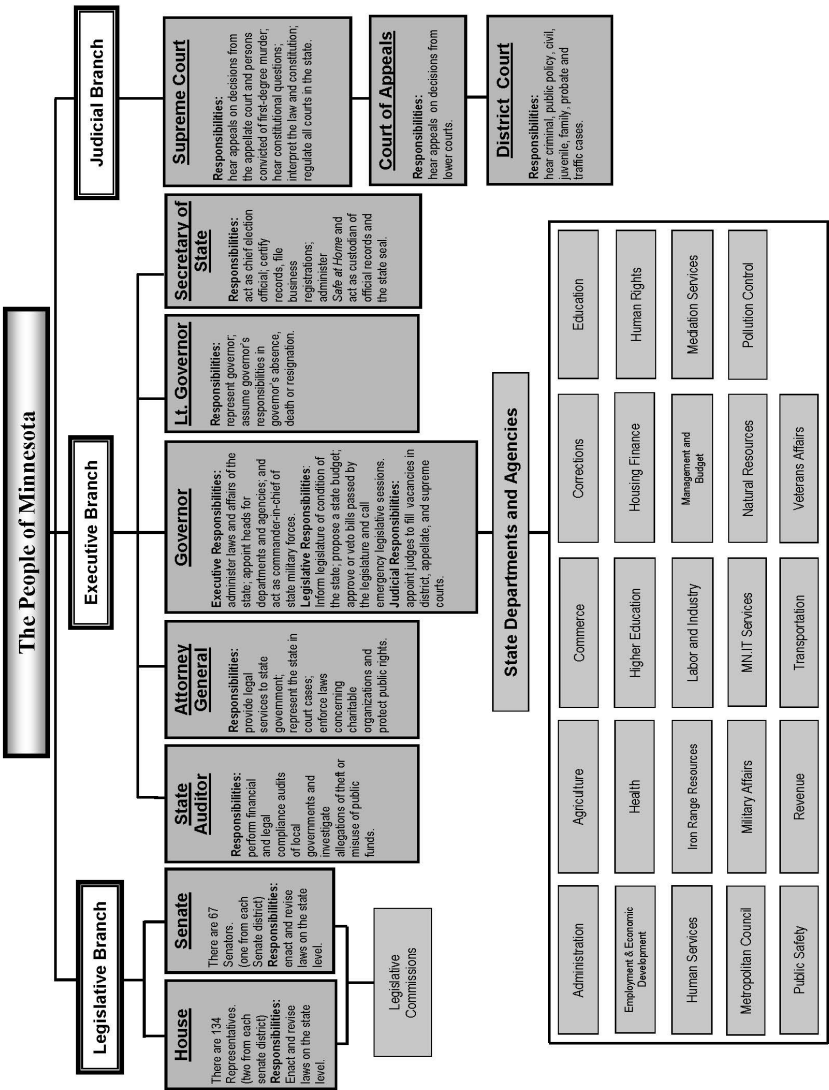 The People of Minnesota
Legislative Branch
Executive Branch
Judicial Branch
House
There are 134
Representatives.
(two from each
senate district)
Responsibilities:
Enact and revise
laws on the state
level.
Senate
There are 67
Senators.
(one from each
Senate district)
Responsibilities:
enact and revise
laws on the state
level.
Legislative
Commissions
State
Auditor
Responsibilities:
perform financial
and legal
compliance audits
of local
governments and
investigate
allegations of theft or
misuse of public
funds.
Attorney
General
Responsibilities:
provide legal
services to state
government;
represent the state in
court cases;
enforce laws
concerning
charitable
organizations and
protect public rights.
Governor
Executive Responsibilities:
administer laws and affairs of the
state; appoint heads for
departments and agencies; and
act as commander-in-chief of
state military forces.
Legislative Responsibilities:
Inform legislature of condition of
the state; propose a state budget;
approve or veto bills passed by
the legislature and call
emergency legislative sessions.
Judicial Responsibilities:
appoint judges to fill vacancies in
district, appellate, and supreme
courts.
Lt. Governor
Responsibilities:
represent governor;
assume governor's
responsibilities in
governor's absence,
death or resignation.
Secretary of
State
Responsibilities:
act as chief election
official; certify
records, file
business
registrations;
administer
Safe at Home and
act as custodian of
official records and
the state seal.
Supreme Court
Responsibilities:
hear appeals on decisions from
the appellate court and persons
convicted of first-degree murder;
hear constitutional questions;
interpret the law and constitution;
regulate all courts in the state.
Court of Appeals
Responsibilities:
hear appeals on decisions from
lower courts.
District Court
Responsibilities:
hear criminal, public policy, civil,
juvenile, family, probate and
traffic cases.
State Departments and Agencies
Administration
Agriculture
Commerce
Corrections
Education
Employment & Economic
Development
Health
Higher Education
Housing Finance
Human Rights
Human Services
Iron Range Resources
Labor and Industry
Management and
Budget
Mediation Services
Metropolitan Council
Military Affairs
MN.IT Services
Natural Resources
Pollution Control
Public Safety
Revenue
Transportation
Veterans Affairs